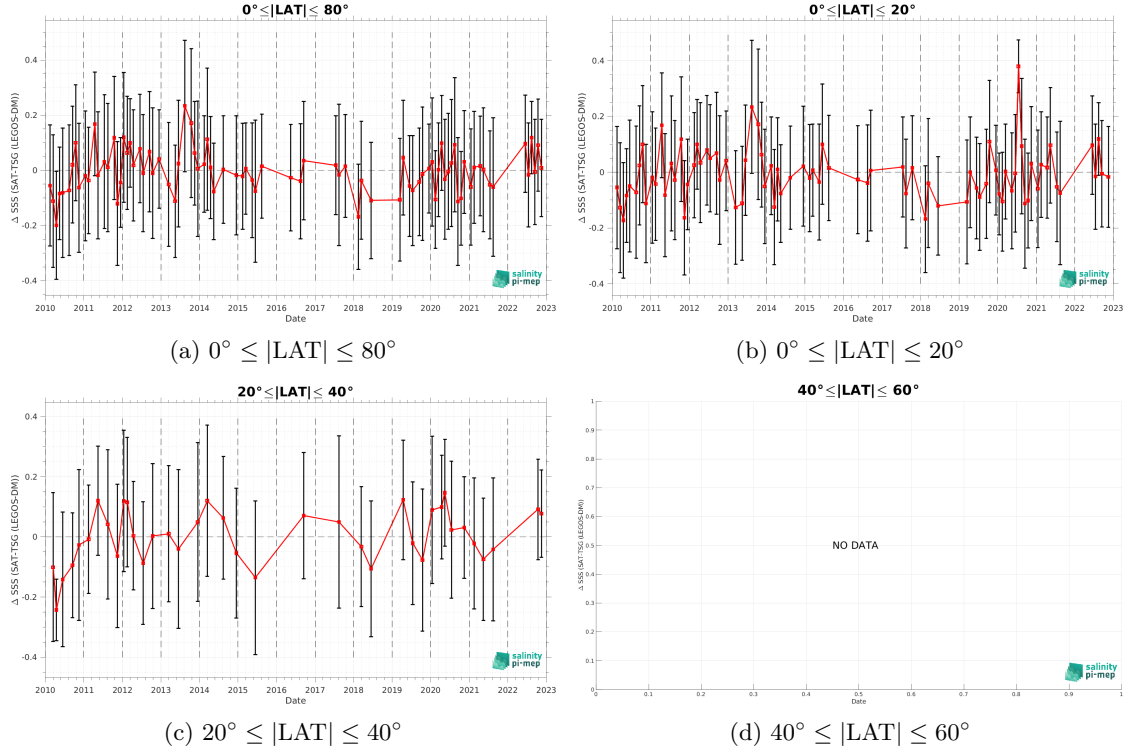 0°≤|LAT|≤ 80°
Δ SSS (SAT-TSG (LEGOS-DM))
0.4
0.2
0
-0.2
-0.4
2010 2011 2012 2013 2014 2015 2016 2017 2018 2019 2020 2021 2022 2023
Date
salinity
pi-mep
(a) 0° ≤ |LAT| ≤ 80°
0°≤|LAT|≤ 20°
Δ SSS (SAT-TSG (LEGOS-DM))
0.4
0.2
0
-0.2
-0.4
2010 2011 2012 2013 2014 2015 2016 2017 2018 2019 2020 2021 2022 2023
Date
salinity
pi-mep
(b) 0° ≤ |LAT| ≤ 20°
20°≤|LAT|≤ 40°
Δ SSS (SAT-TSG (LEGOS-DM))
0.4
0.2
0
-0.2
-0.4
2010 2011 2012 2013 2014 2015 2016 2017 2018 2019 2020 2021 2022 2023
Date
salinity
pi-mep
(c) 20° ≤ |LAT| ≤ 40°
40°≤|LAT|≤ 60°
Δ SSS (SAT-TSG (LEGOS-DM))
1
0.9
0.8
0.7
0.6
0.5
0.4
0.3
0.2
0.1
0
NO DATA
0 0.1 0.2 0.3 0.4 0.5 0.6 0.7 0.8 0.9 1
Date
salinity
pi-mep
(d) 40° ≤ |LAT| ≤ 60°